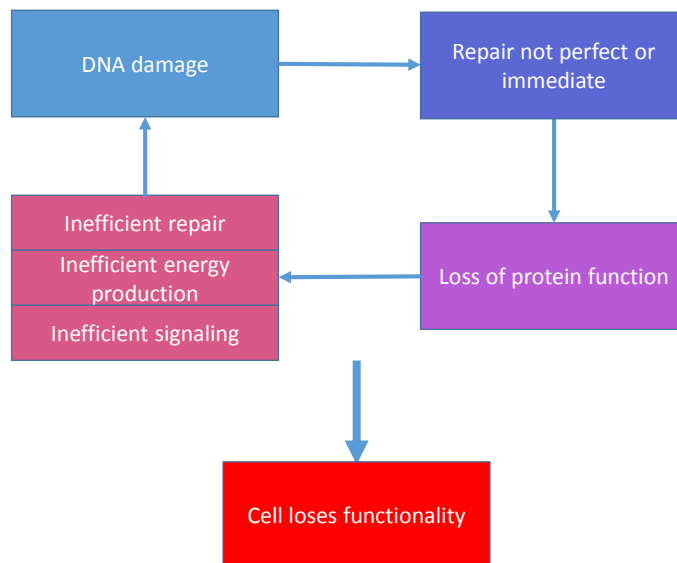 DNA damage
Repair not perfect or
immediate
Inefficient repair
Inefficient energy
production
Inefficient signaling
Loss of protein function
Cell loses functionality